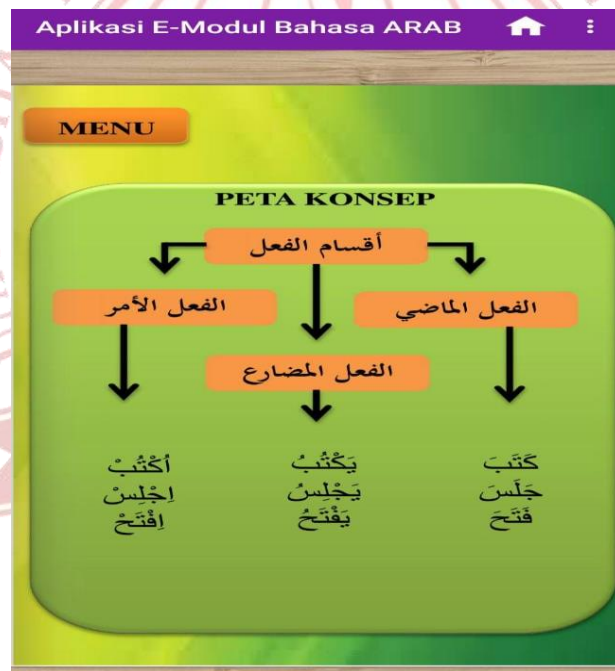 Aplikasi E-Modul Bahasa ARAB
MENU
PETA KONSEP
أقسام الفعل
الفعل الماضي
الفعل الأمر
الفعل المضارع
كَتَبَ يَكْتُبُ اُكْتُبْ
جَلَسَ يَجْلِسُ اِجْلِسْ
فَتَحَ يَفْتَحُ اِفْتَحْ